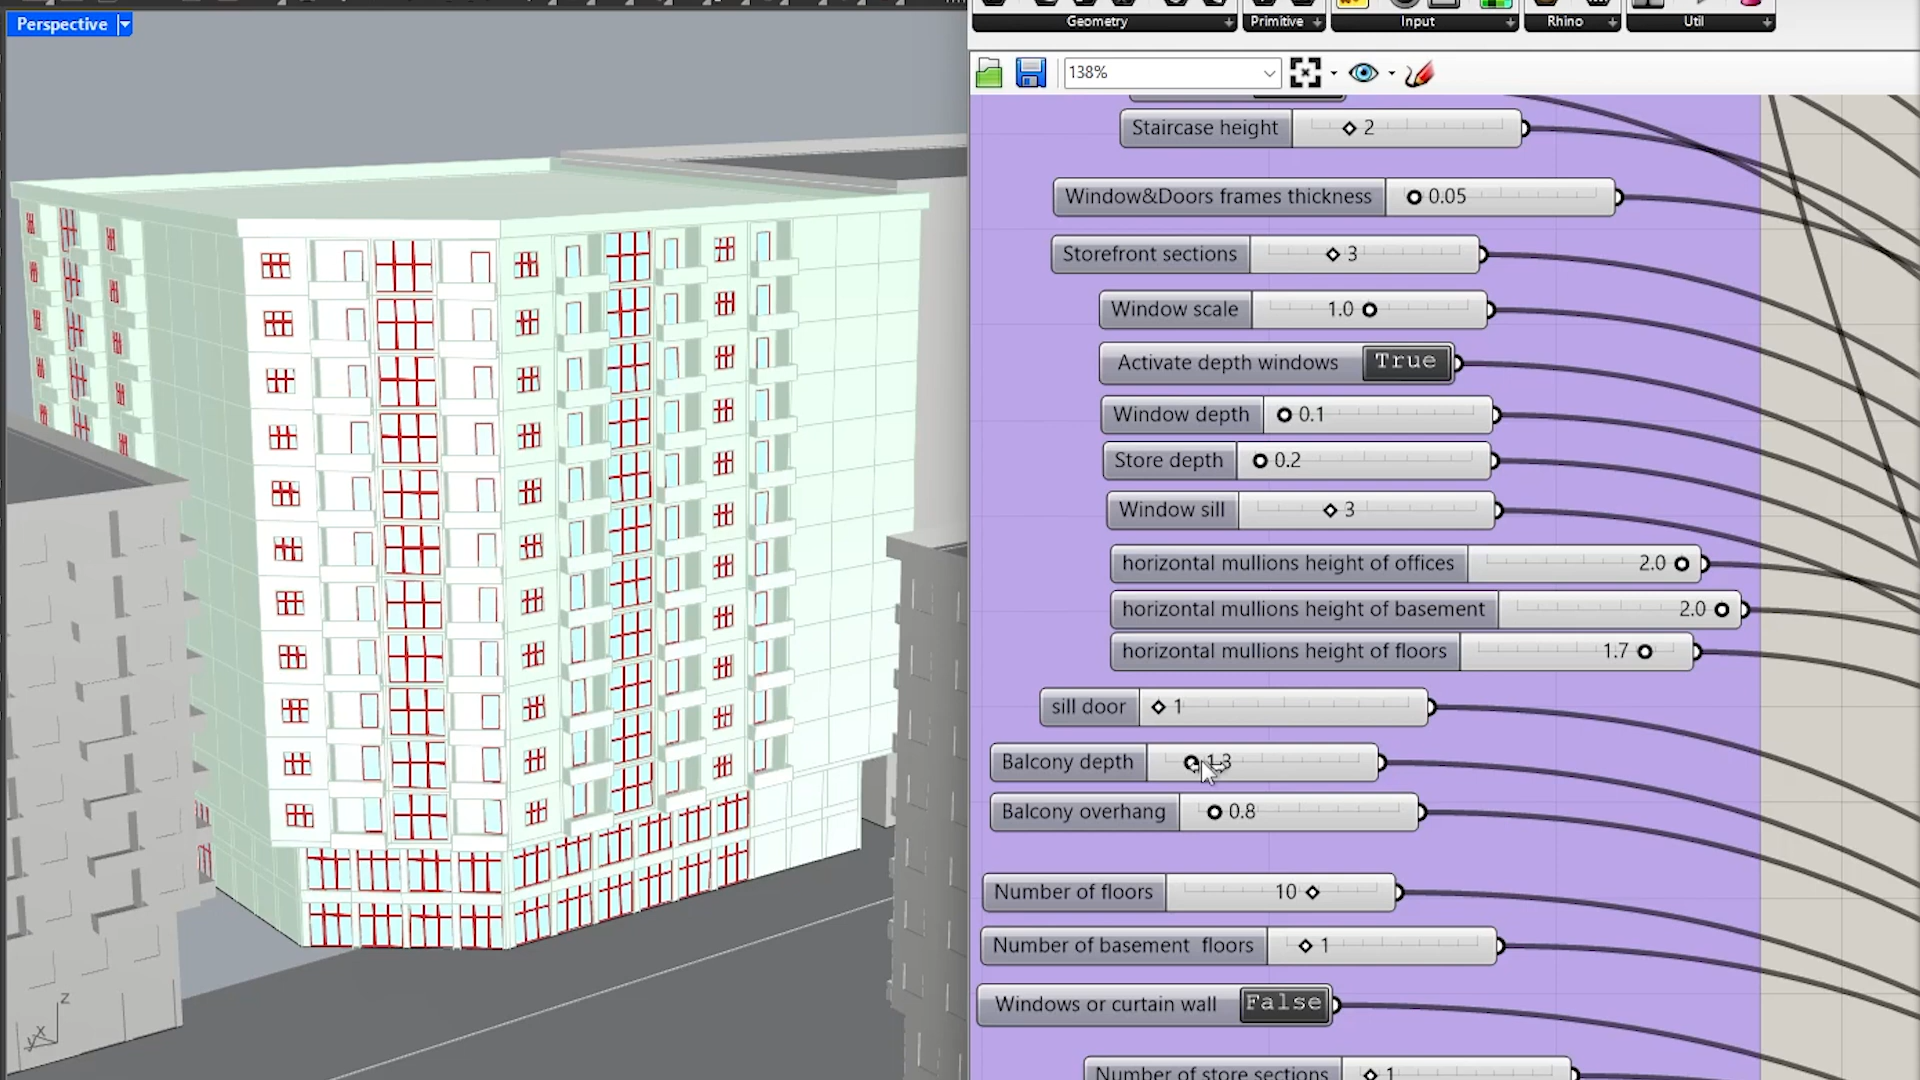 Perspective
Geometry
Primitive
Input
Rhino
Util
138%
Staircase height 2
Window&Doors frames thickness 0.05
Storefront sections 3
Window scale 1.0
Activate depth windows True
Window depth 0.1
Store depth 0.2
Window sill 3
horizontal mullions height of offices 2.0
horizontal mullions height of basement 2.0
horizontal mullions height of floors 1.7
sill door 1
Balcony depth 1.3
Balcony overhang 0.8
Number of floors 10
Number of basement floors 1
Windows or curtain wall False
Number of store sections 1
z
x
y